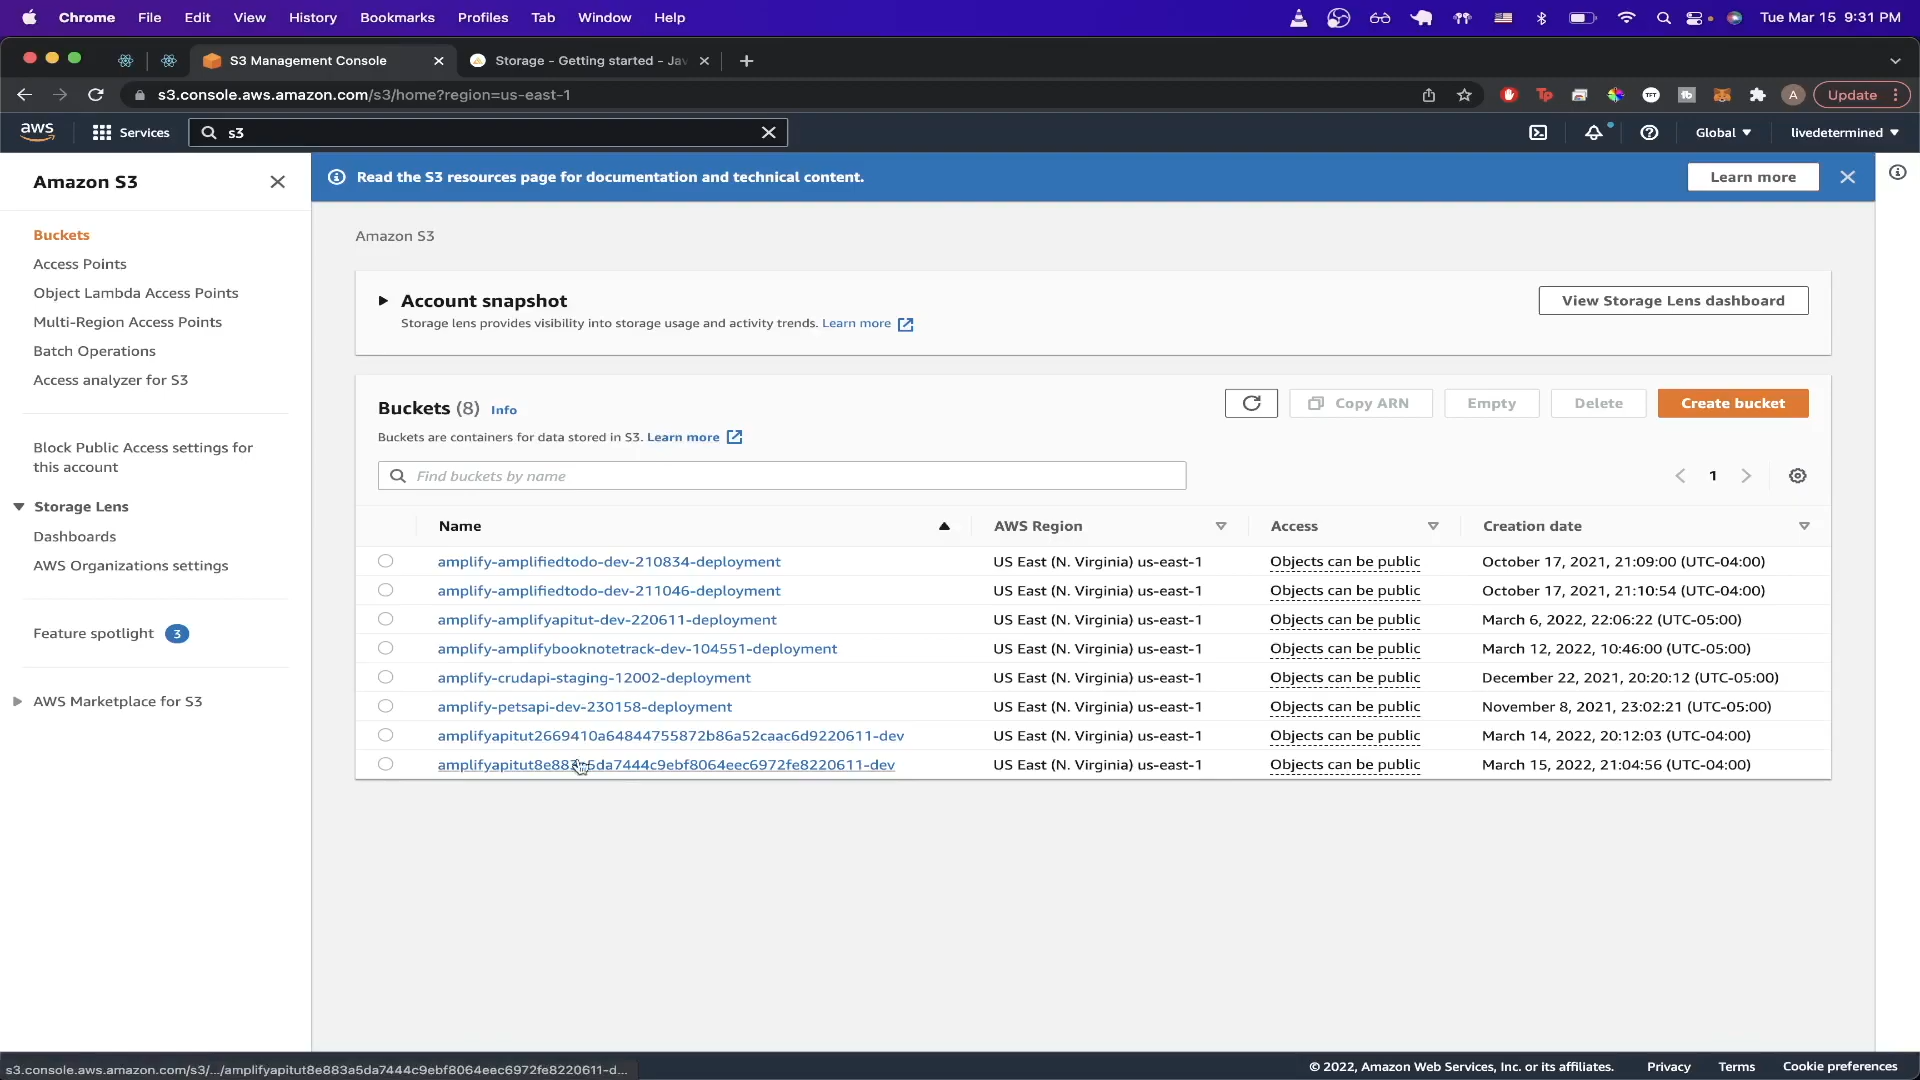 Chrome File Edit View History Bookmarks Profiles Tab Window Help Tue Mar 15 9:31 PM
S3 Management Console Storage - Getting started - Jav
s3.console.aws.amazon.com/s3/home?region=us-east-1 Update
aws Services s3 Global livedetermined
Amazon S3
Buckets
Access Points
Object Lambda Access Points
Multi-Region Access Points
Batch Operations
Access analyzer for S3
Block Public Access settings for
this account
Storage Lens
Dashboards
AWS Organizations settings
Feature spotlight 3
AWS Marketplace for S3
Read the S3 resources page for documentation and technical content. Learn more
Amazon S3
Account snapshot View Storage Lens dashboard
Storage lens provides visibility into storage usage and activity trends. Learn more
Buckets (8) Info Copy ARN Empty Delete Create bucket
Buckets are containers for data stored in S3. Learn more
Find buckets by name 1
Name AWS Region Access Creation date
amplify-amplifiedtodo-dev-210834-deployment US East (N. Virginia) us-east-1 Objects can be public October 17, 2021, 21:09:00 (UTC-04:00)
amplify-amplifiedtodo-dev-211046-deployment US East (N. Virginia) us-east-1 Objects can be public October 17, 2021, 21:10:54 (UTC-04:00)
amplify-amplifyapitut-dev-220611-deployment US East (N. Virginia) us-east-1 Objects can be public March 6, 2022, 22:06:22 (UTC-05:00)
amplify-amplifybooknotetrack-dev-104551-deployment US East (N. Virginia) us-east-1 Objects can be public March 12, 2022, 10:46:00 (UTC-05:00)
amplify-crudapi-staging-12002-deployment US East (N. Virginia) us-east-1 Objects can be public December 22, 2021, 20:20:12 (UTC-05:00)
amplify-petsapi-dev-230158-deployment US East (N. Virginia) us-east-1 Objects can be public November 8, 2021, 23:02:21 (UTC-05:00)
amplifyapitut2669410a64844755872b86a52caac6d9220611-dev US East (N. Virginia) us-east-1 Objects can be public March 14, 2022, 20:12:03 (UTC-04:00)
amplifyapitut8e883a5da7444c9ebf8064eec6972fe8220611-dev US East (N. Virginia) us-east-1 Objects can be public March 15, 2022, 21:04:56 (UTC-04:00)
s3.console.aws.amazon.com/s3/.../amplifyapitut8e883a5da7444c9ebf8064eec6972fe8220611-d... © 2022, Amazon Web Services, Inc. or its affiliates. Privacy Terms Cookie preferences